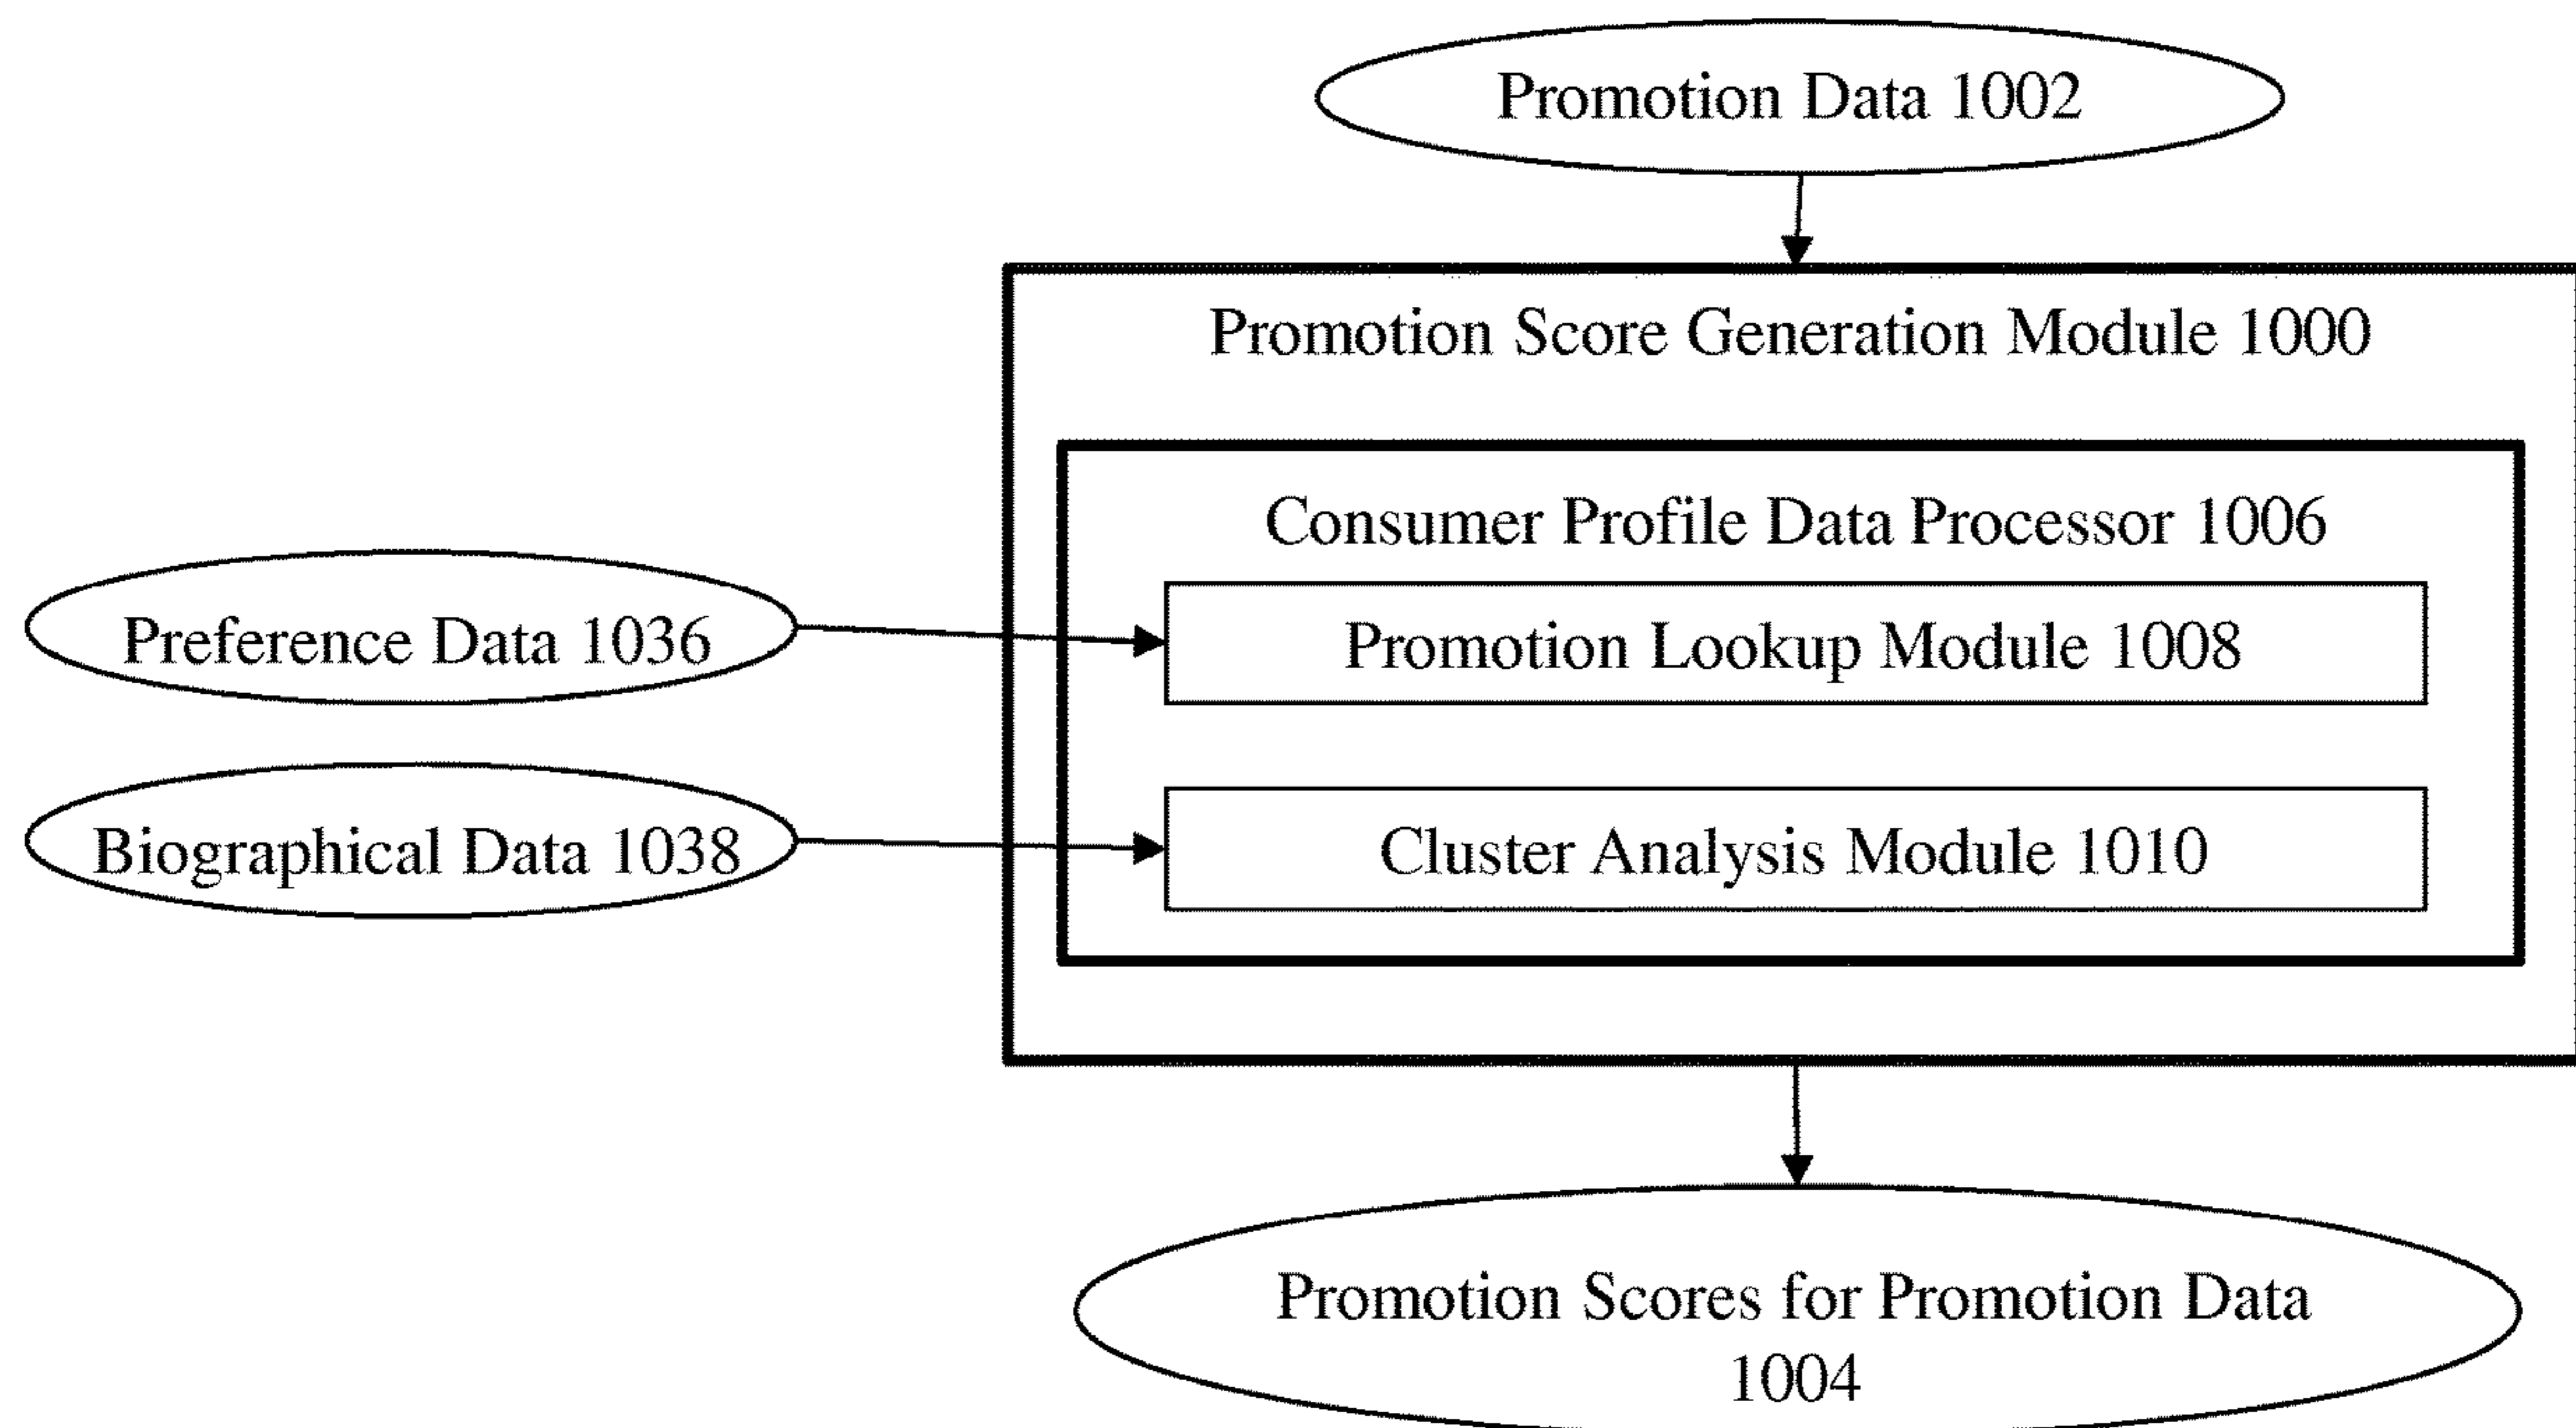 Promotion Data 1002
Promotion Score Generation Module 1000
Consumer Profile Data Processor 1006
Preference Data 1036
Promotion Lookup Module 1008
Biographical Data 1038
Cluster Analysis Module 1010
Promotion Scores for Promotion Data
1004